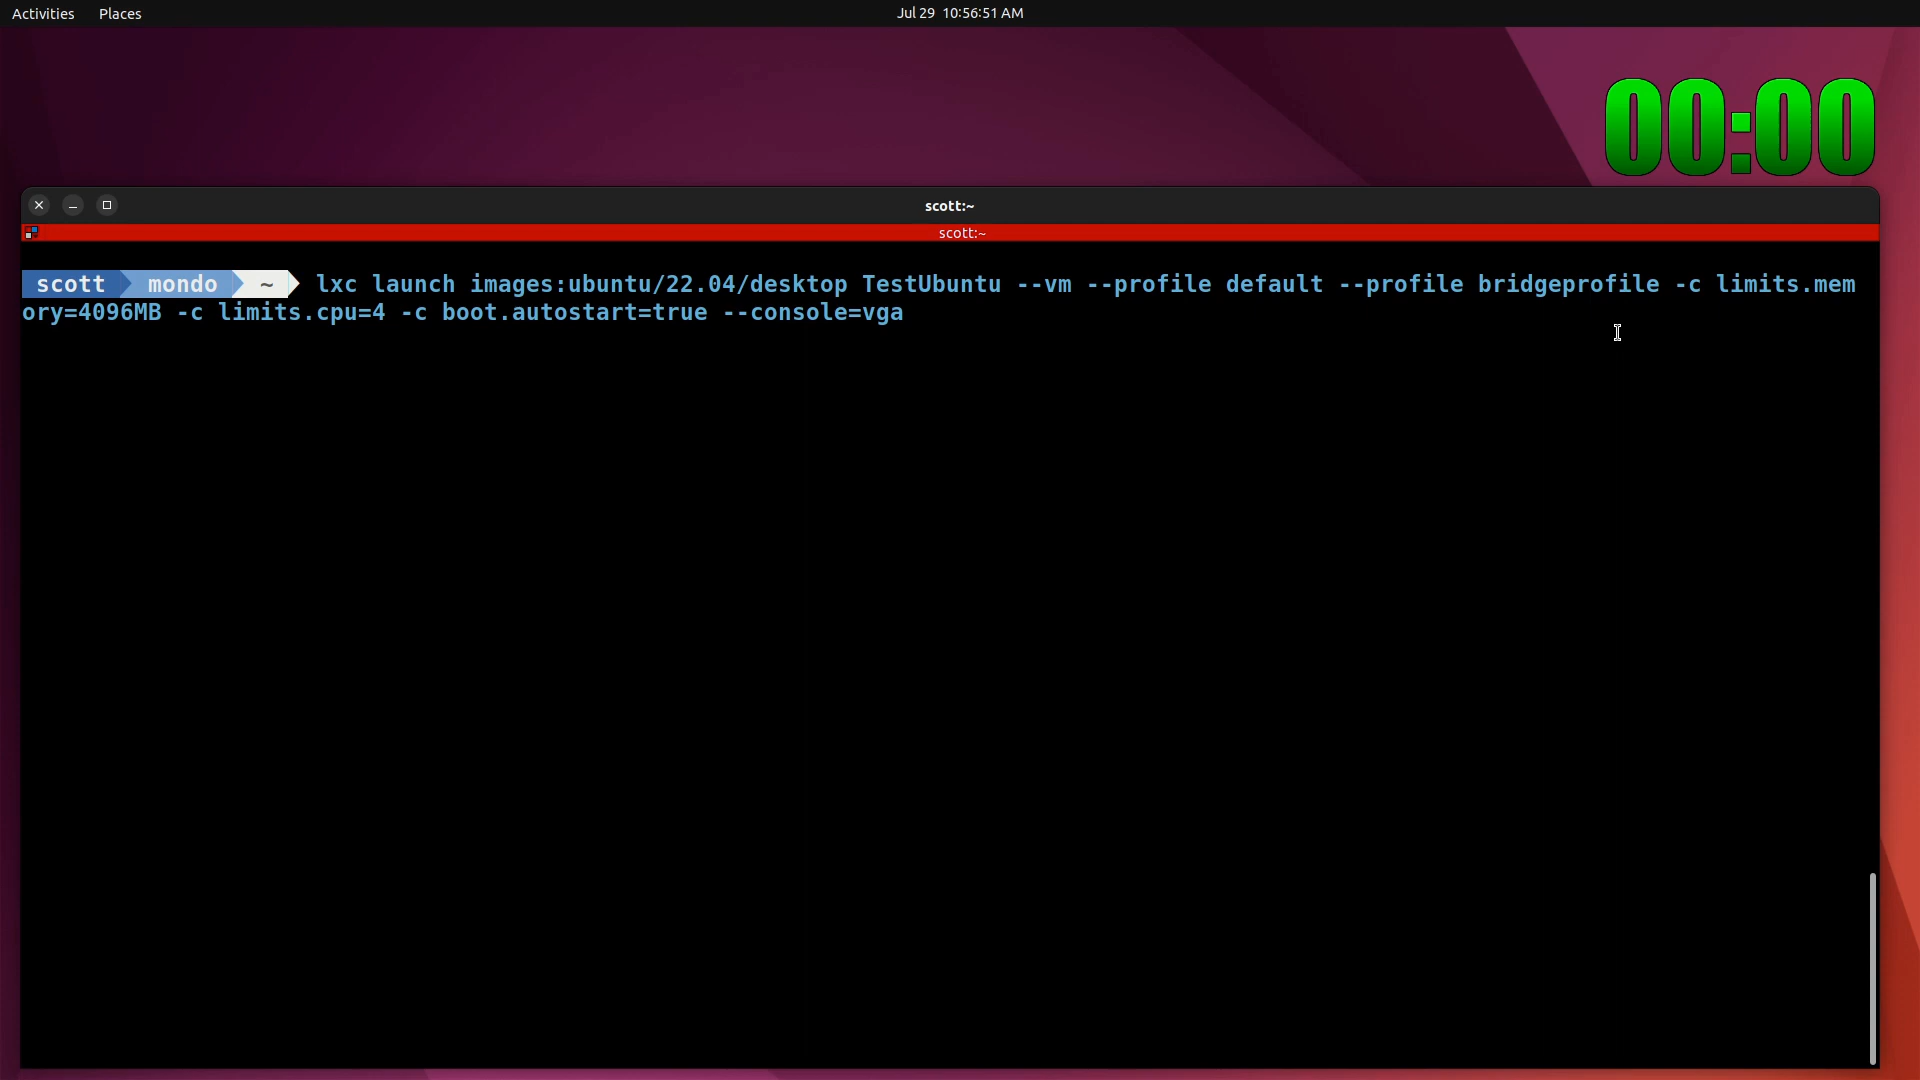 Activities Places Jul 29 10:56:51 AM
00:00
scott:~
scott:~
scott mondo ~ lxc launch images:ubuntu/22.04/desktop TestUbuntu --vm --profile default --profile bridgeprofile -c limits.mem
ory=4096MB -c limits.cpu=4 -c boot.autostart=true --console=vga